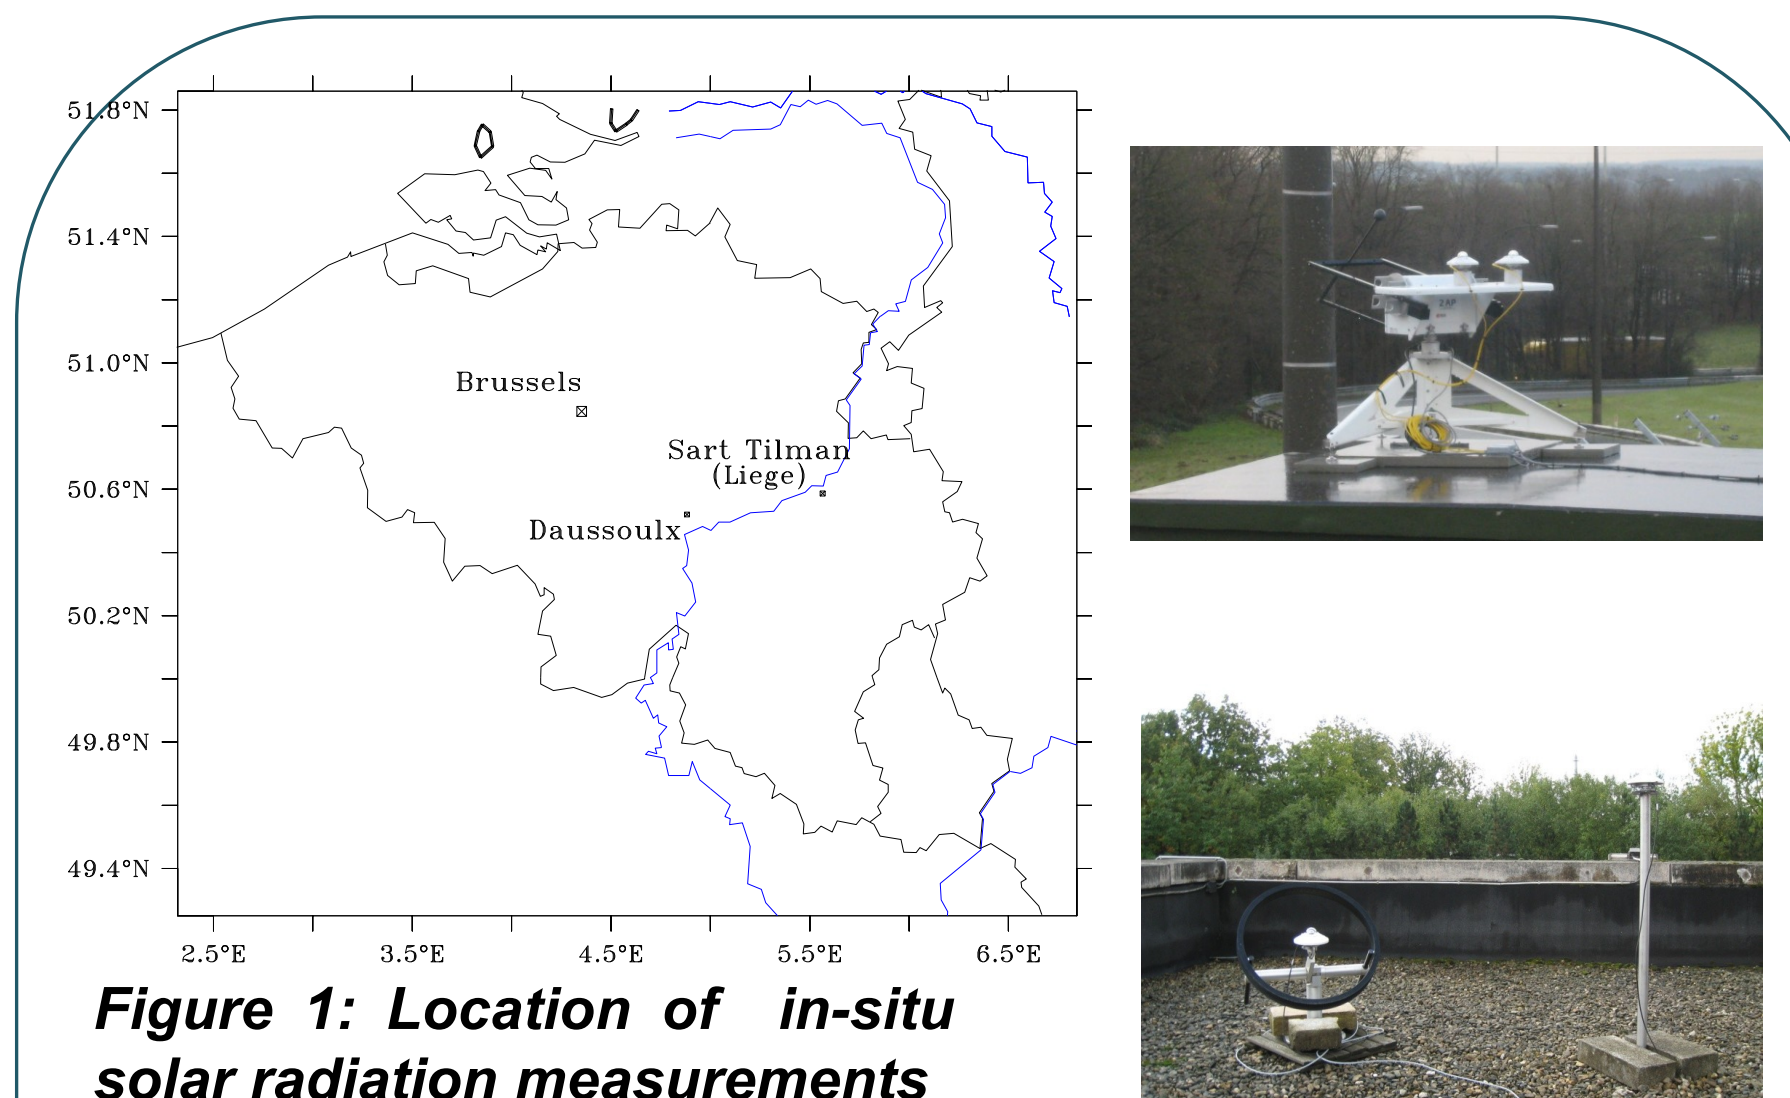 51.8°N
51.4°N
51.0°N
50.6°N
50.2°N
49.8°N
49.4°N
Brussels
Sart Tilman
(Liege)
Daussoulx
2.5°E 3.5°E 4.5°E 5.5°E 6.5°E
2AP
Figure 1: Location of in-situ
solar radiation measurements